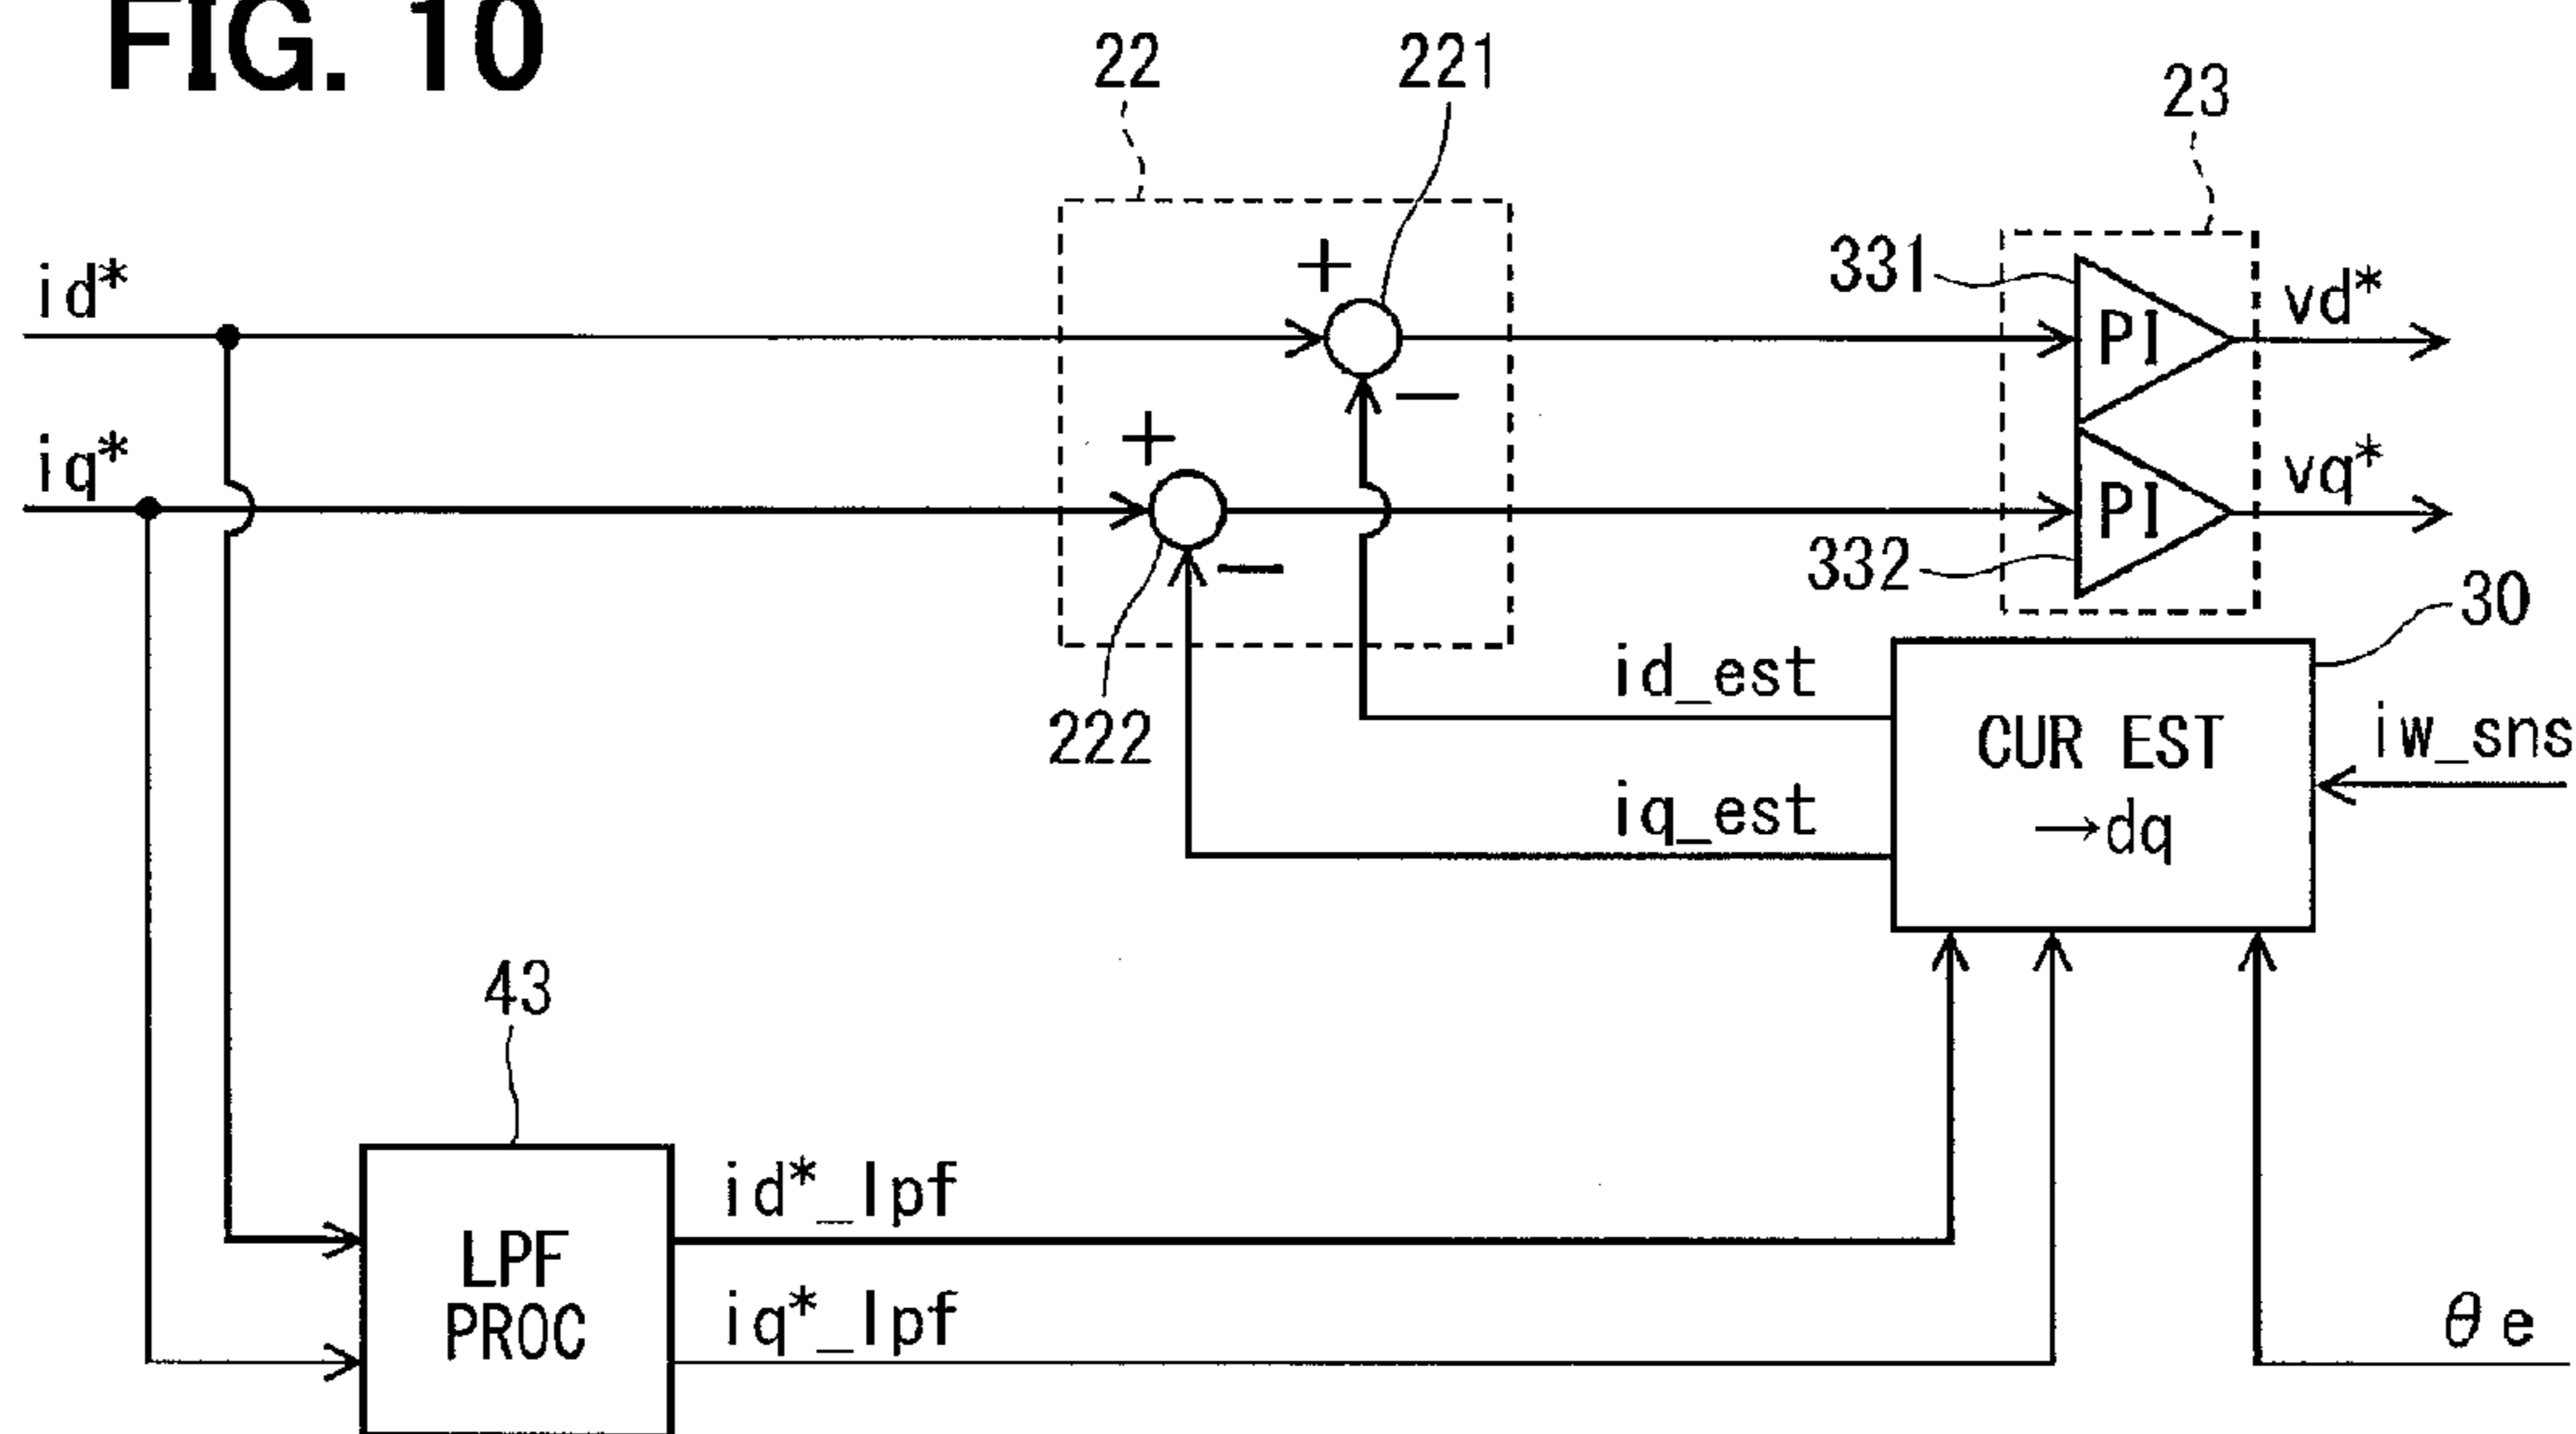 FIG. 10
22
221
23
id*
+
331
PI
vd*
−
iq*
+
PI
vq*
−
332
30
222
id_est
CUR EST
→dq
iw_sns
iq_est
43
LPF
PROC
id*_lpf
iq*_lpf
θe